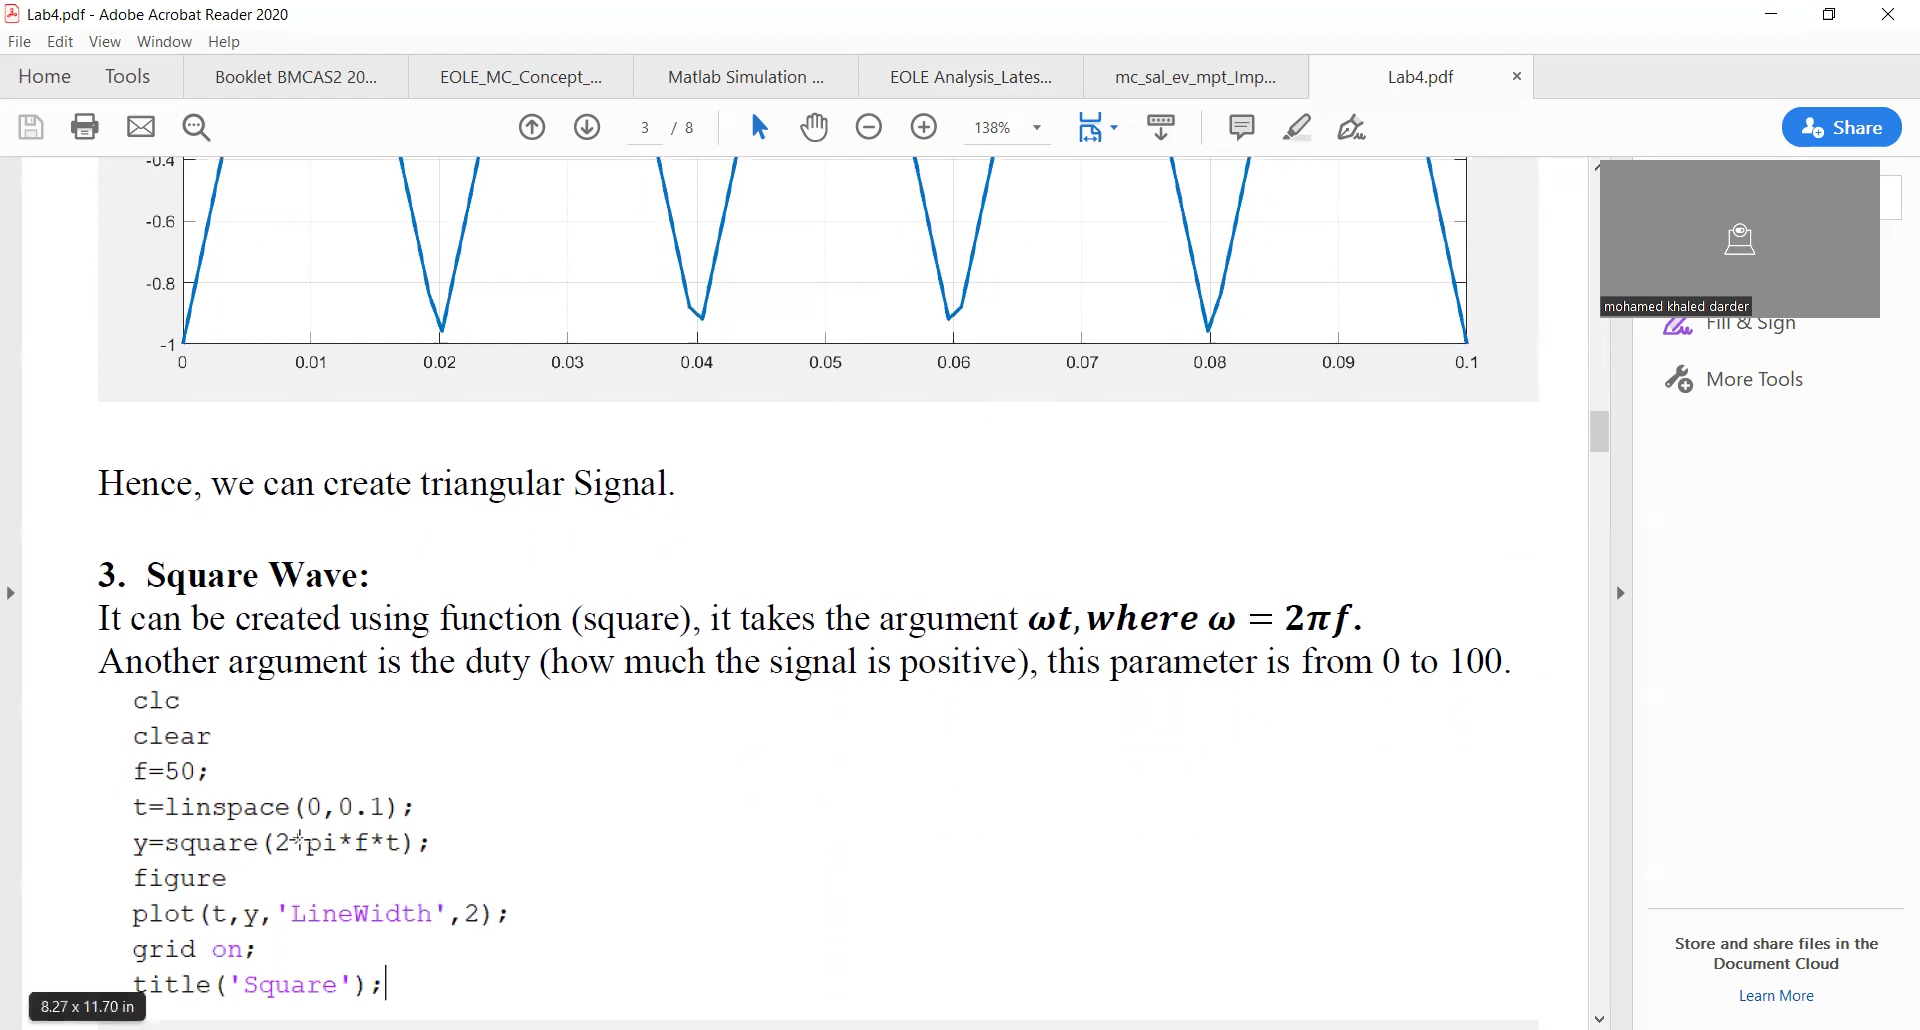 Lab4.pdf - Adobe Acrobat Reader 2020
File Edit View Window Help
Home Tools Booklet BMCAS2 20... EOLE_MC_Concept_... Matlab Simulation ... EOLE Analysis_Lates... mc_sal_ev_mpt_Imp... Lab4.pdf
3 / 8 138% Share
-0.4
-0.6
-0.8
-1
0 0.01 0.02 0.03 0.04 0.05 0.06 0.07 0.08 0.09 0.1
mohamed khaled darder
Fill & Sign
More Tools
Hence, we can create triangular Signal.
3. Square Wave:
It can be created using function (square), it takes the argument ωt, where ω = 2πf.
Another argument is the duty (how much the signal is positive), this parameter is from 0 to 100.
clc
clear
f=50;
t=linspace(0,0.1);
y=square(2*pi*f*t);
figure
plot(t,y,'LineWidth',2);
grid on;
title('Square');
8.27 x 11.70 in
Store and share files in the
Document Cloud
Learn More